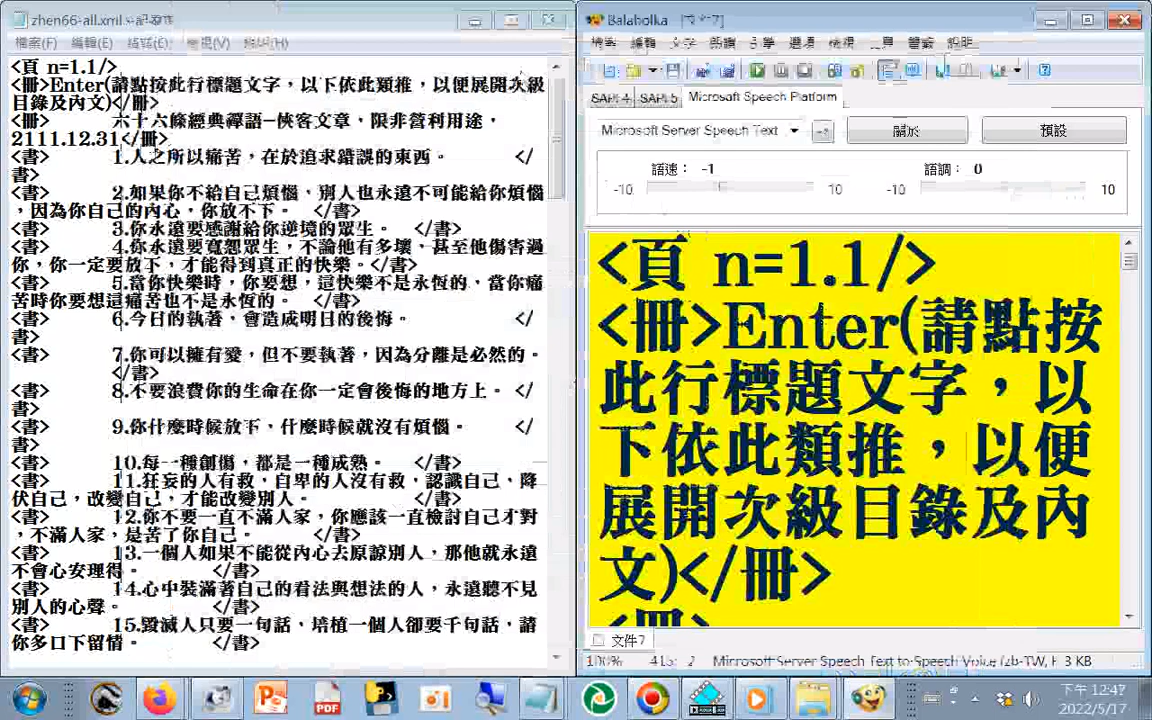 zhen66-all.xml
檔案(F) 編輯(E) 檢視(V)
<頁 n=1.1/>
<冊>Enter(請點按此行標題文字，以下依此類推，以便展開次級
目錄及內文)</冊>
<冊> 六十六條經典禪語—俠客文章，限非營利用途，
2111.12.31</冊>
<書> 1.人之所以痛苦，在於追求錯誤的東西。 </
書>
<書> 2.如果你不給自己煩惱，別人也永遠不可能給你煩惱
，因為你自己的內心，你放不下。 </書>
<書> 3.你永遠要感謝給你逆境的眾生。 </書>
<書> 4.你永遠要寬恕眾生，不論他有多壞，甚至他傷害過
你，你一定要放下，才能得到真正的快樂。</書>
<書> 5.當你快樂時，你要想，這快樂不是永恆的，當你痛
苦時你要想這痛苦也不是永恆的。 </書>
<書> 6.今日的執著，會造成明日的後悔。 </
書>
<書> 7.你可以擁有愛，但不要執著，因為分離是必然的。
</書>
<書> 8.不要浪費你的生命在你一定會後悔的地方上。 </
書>
<書> 9.你什麼時候放下，什麼時候就沒有煩惱。 </
書>
<書> 10.每一種創傷，都是一種成熟。 </書>
<書> 11.狂妄的人有救，自卑的人沒有救，認識自己，降
伏自己，改變自己，才能改變別人。 </書>
<書> 12.你不要一直不滿人家，你應該一直檢討自己才對
，不滿人家，是苦了你自己。 </書>
<書> 13.一個人如果不能從內心去原諒別人，那他就永遠
不會心安理得。 </書>
<書> 14.心中裝滿著自己的看法與想法的人，永遠聽不見
別人的心聲。 </書>
<書> 15.毀滅人只要一句話，培植一個人卻要千句話，請
你多口下留情。 </書>
Balabolka [文件7]
檔案 編輯 文字 朗讀 選項 檢視 工具 說明
SAPI 4 SAPI 5 Microsoft Speech Platform
Microsoft Server Speech Text 關於 預設
語速： -1 語調： 0
-10 10 -10 10
<頁 n=1.1/>
<冊>Enter(請點按
此行標題文字，以
下依此類推，以便
展開次級目錄及內
文)</冊>
文件7
100% Microsoft Server Speech Text to Speech Voice (zh-TW, H 3 KB
下午 12:47
2022/5/17